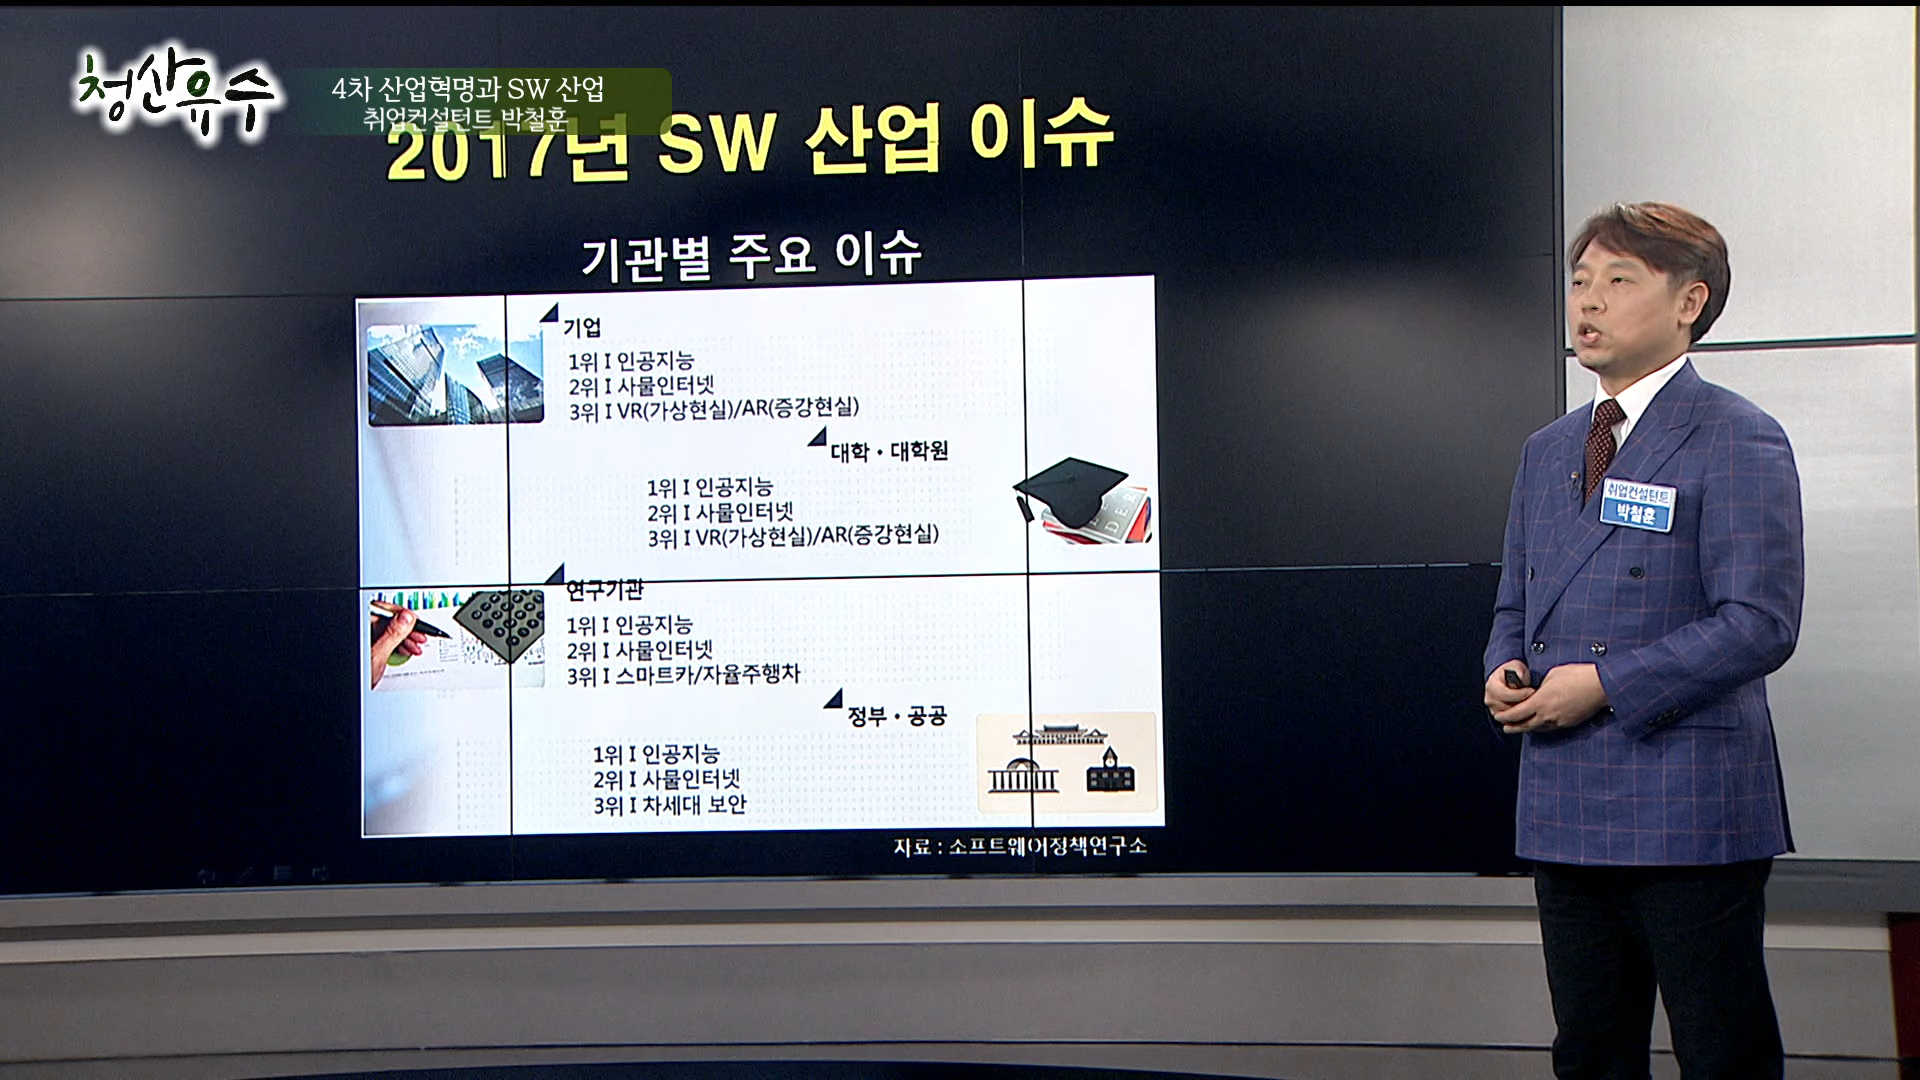 청산유수
4차 산업혁명과 SW 산업
취업컨설턴트 박철훈
2017년 SW 산업 이슈
기관별 주요 이슈
기업
1위 I 인공지능
2위 I 사물인터넷
3위 I VR(가상현실)/AR(증강현실)
대학・대학원
1위 I 인공지능
2위 I 사물인터넷
3위 I VR(가상현실)/AR(증강현실)
연구기관
1위 I 인공지능
2위 I 사물인터넷
3위 I 스마트카/자율주행차
정부・공공
1위 I 인공지능
2위 I 사물인터넷
3위 I 차세대 보안
자료 : 소프트웨어정책연구소
취업컨설턴트
박철훈